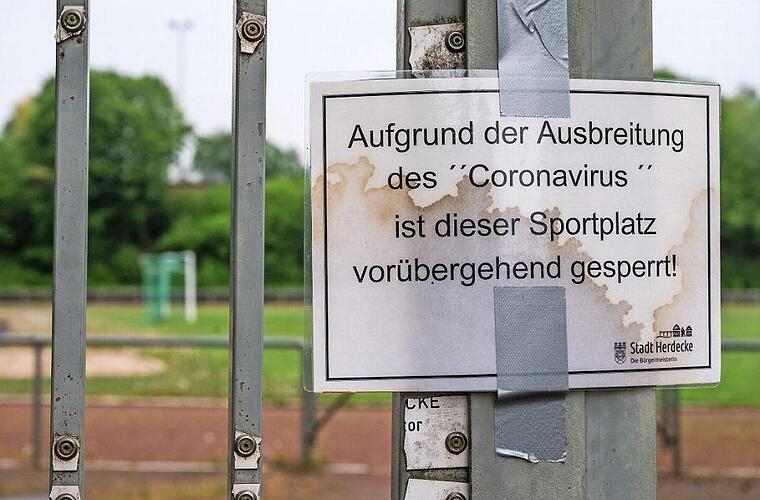 Aufgrund der Ausbreitung
des ´´Coronavirus ´´
ist dieser Sportplatz
vorübergehend gesperrt!
Stadt Herdecke
Die Bürgermeisterin
CKE
tor